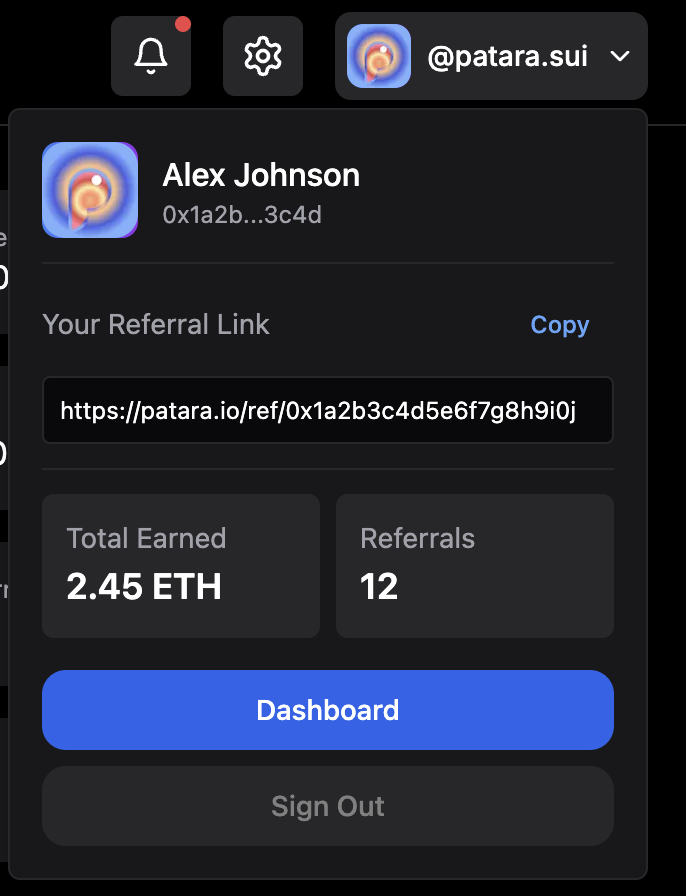 @patara.sui
Alex Johnson
0x1a2b...3c4d
Your Referral Link
Copy
https://patara.io/ref/0x1a2b3c4d5e6f7g8h9i0j
Total Earned
Referrals
2.45 ETH
12
Dashboard
Sign Out